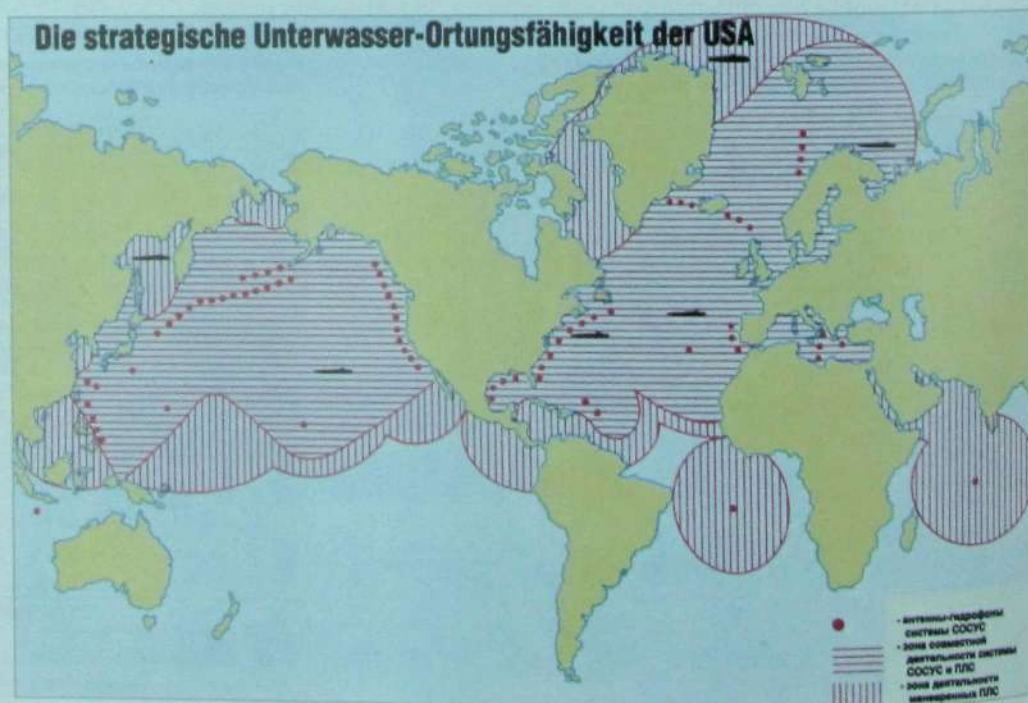 Die strategische Unterwasser-Ortungsfähigkeit der USA
- антенны-гидрофоны
системы СОСУС
- зона совместной
деятельности системы
СОСУС и ПЛС
- зона деятельности
маневренных ПЛС